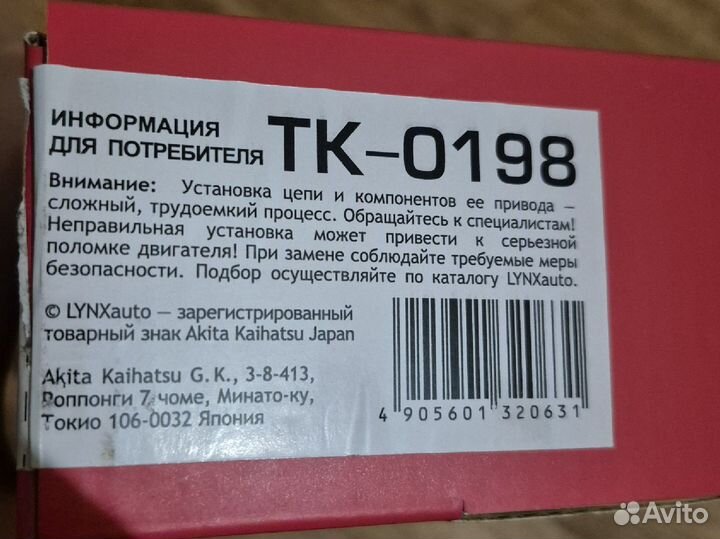 ИНФОРМАЦИЯ
ДЛЯ ПОТРЕБИТЕЛЯ
TK-0198
Внимание: Установка цепи и компонентов ее привода —
сложный, трудоемкий процесс. Обращайтесь к специалистам!
Неправильная установка может привести к серьезной
поломке двигателя! При замене соблюдайте требуемые меры
безопасности. Подбор осуществляйте по каталогу LYNXauto.
© LYNXauto — зарегистрированный
товарный знак Akita Kaihatsu Japan
Akita Kaihatsu G.K., 3-8-413,
Роппонги 7 чоме, Минато-ку,
Токио 106-0032 Япония
4 905601 320631
Avito